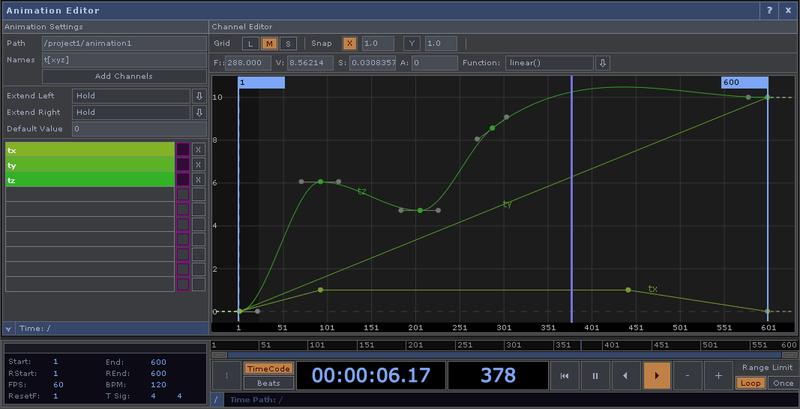 Animation Editor ? x
Animation Settings
Path /project1/animation1
Names t[xyz]
Add Channels
Extend Left Hold
Extend Right Hold
Default Value 0
tx X
ty X
tz X
Time: /
Channel Editor
Grid L M S Snap X 1.0 Y 1.0
F: 288.000 V: 8.56214 S: 0.0308357 A: 0 Function: linear()
1 600
10
8
6
4
2
0
tz
ty
tx
1 51 101 151 201 251 301 351 401 451 501 551 601
1 51 101 151 201 251 301 351 401 451 501 551 600
Start: 1 End: 600
RStart: 1 REnd: 600
FPS: 60 BPM: 120
ResetF: 1 T Sig: 4 4
TimeCode
Beats
00:00:06.17
378
- +
Range Limit
Loop Once
/ Time Path: /